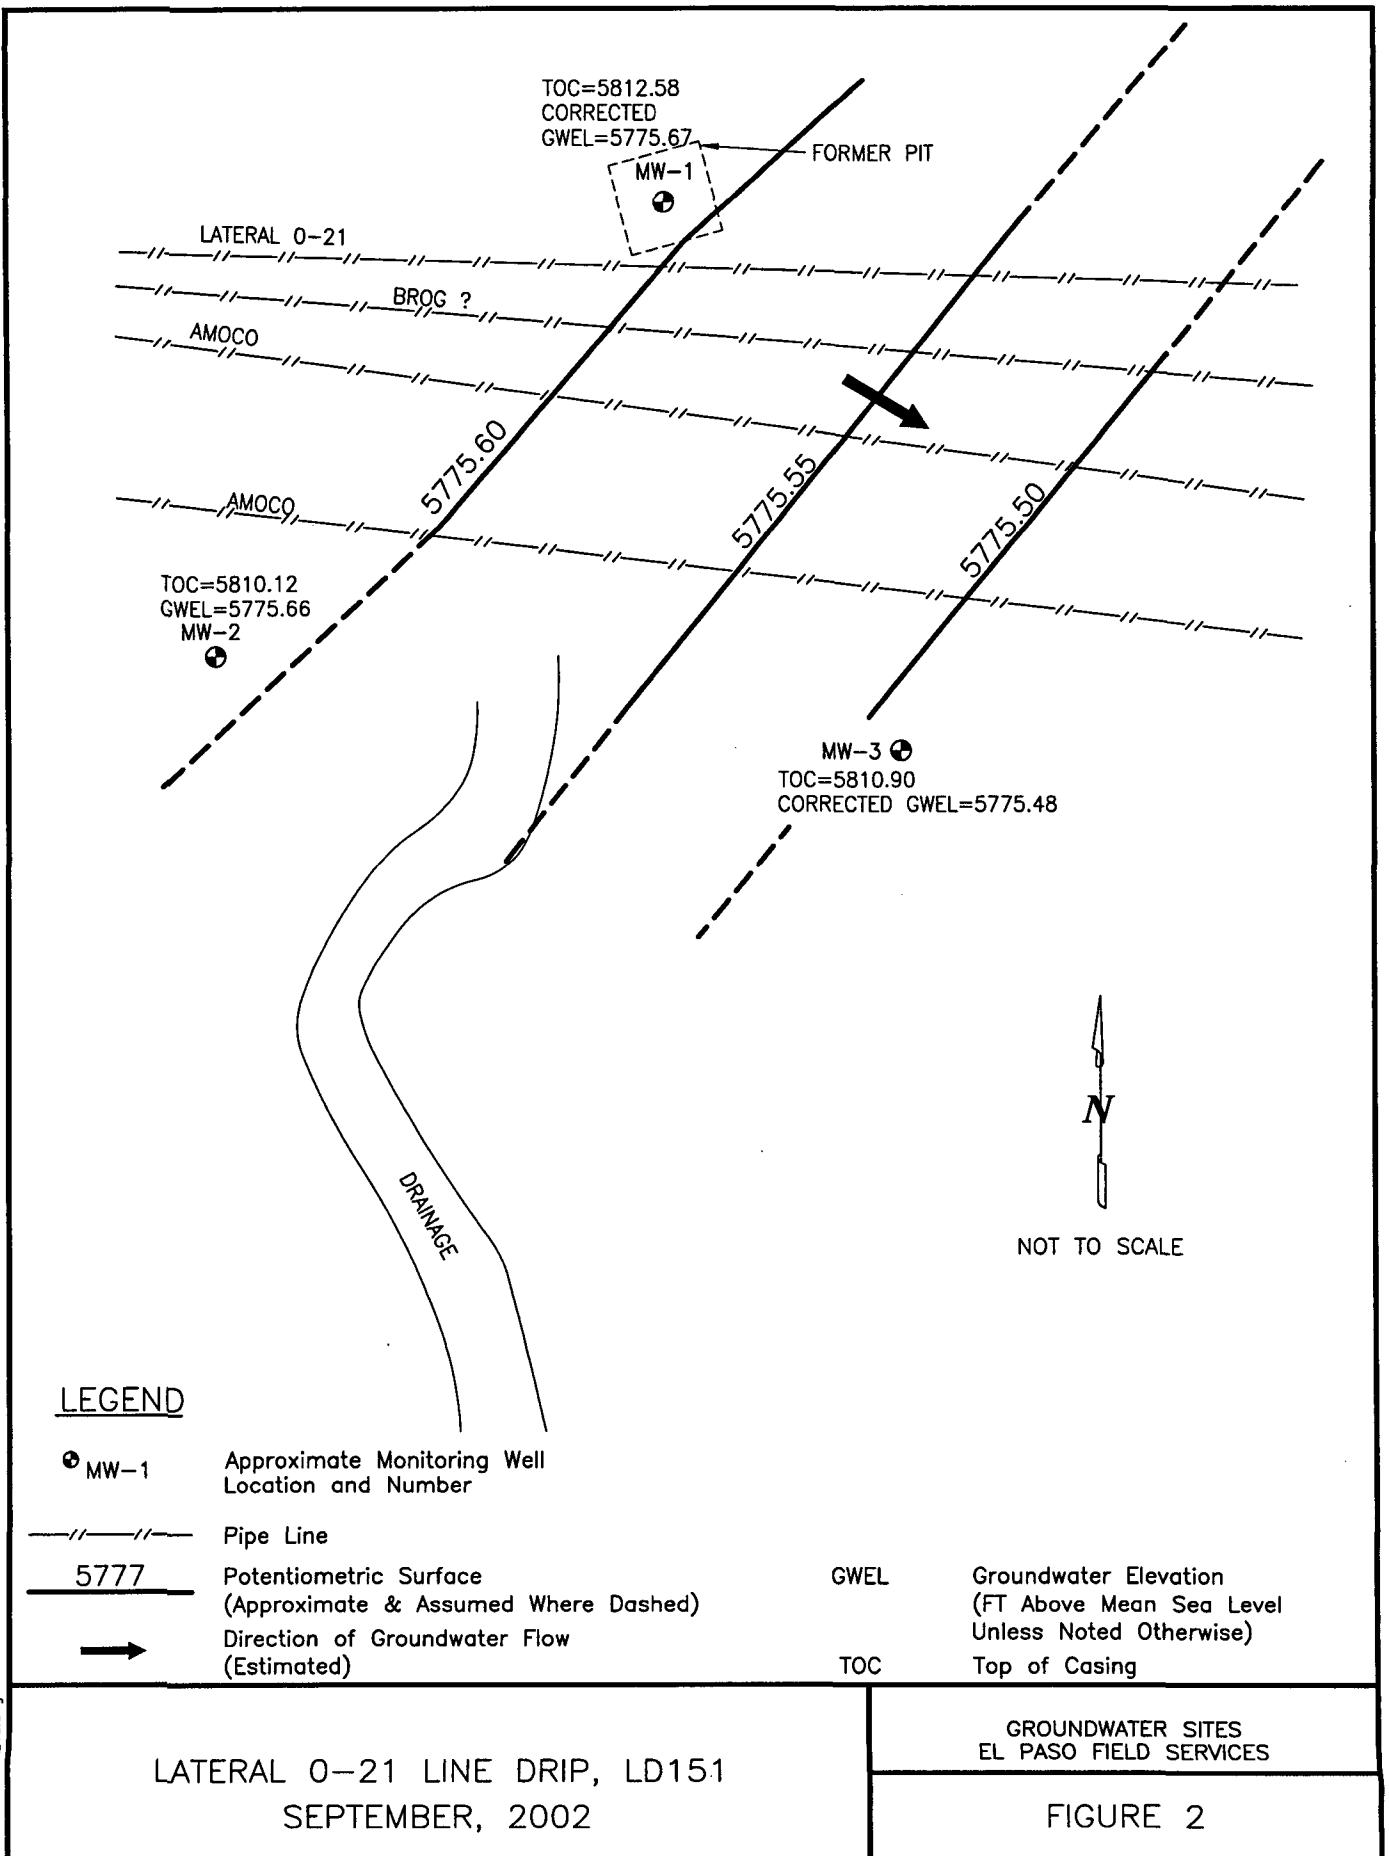 TOC=5812.58
CORRECTED
GWEL=5775.67
MW-1
FORMER PIT
LATERAL O-21
BROG ?
AMOCO
5775.60
5775.55
5775.50
AMOCO
TOC=5810.12
GWEL=5775.66
MW-2
MW-3
TOC=5810.90
CORRECTED GWEL=5775.48
N
NOT TO SCALE
DRAINAGE
LEGEND
MW-1
Approximate Monitoring Well
Location and Number
Pipe Line
5777
Potentiometric Surface
(Approximate & Assumed Where Dashed)
Direction of Groundwater Flow
(Estimated)
GWEL
Groundwater Elevation
(FT Above Mean Sea Level
Unless Noted Otherwise)
TOC
Top of Casing
LATERAL O-21 LINE DRIP, LD151
SEPTEMBER, 2002
GROUNDWATER SITES
EL PASO FIELD SERVICES
FIGURE 2